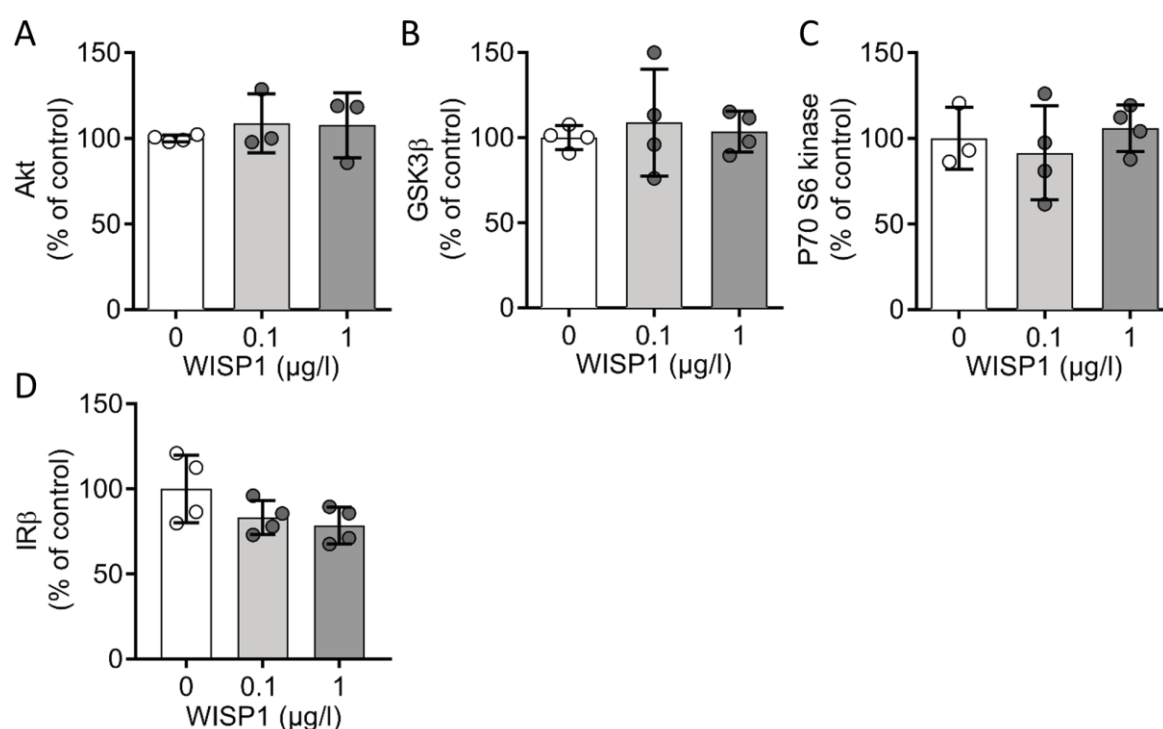 A
Akt
(% of control)
150
100
50
0
0 0.1 1
WISP1 (µg/l)
B
GSK3β
(% of control)
150
100
50
0
0 0.1 1
WISP1 (µg/l)
C
P70 S6 kinase
(% of control)
150
100
50
0
0 0.1 1
WISP1 (µg/l)
D
IRβ
(% of control)
150
100
50
0
0 0.1 1
WISP1 (µg/l)